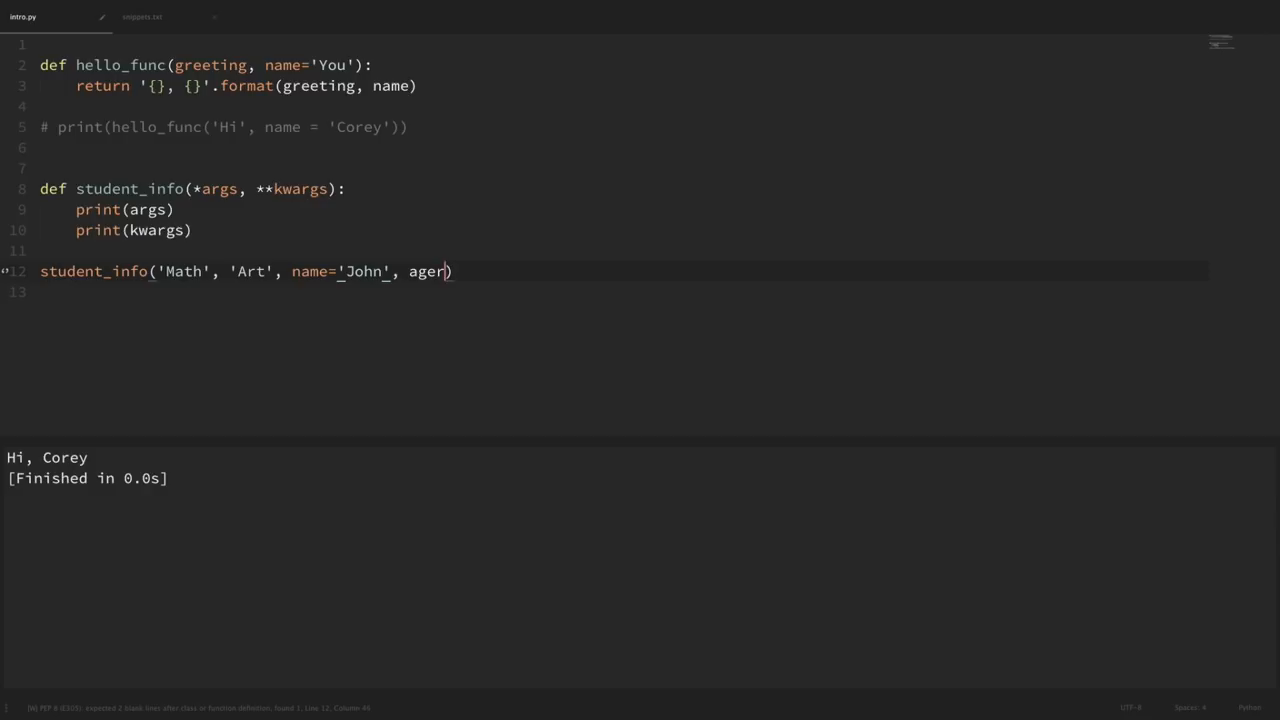 intro.py
snippets.txt
1
2 def hello_func(greeting, name='You'):
3 return '{}, {}'.format(greeting, name)
4
5 # print(hello_func('Hi', name = 'Corey'))
6
7
8 def student_info(*args, **kwargs):
9 print(args)
10 print(kwargs)
11
12 student_info('Math', 'Art', name='John', ager)
13
Hi, Corey
[Finished in 0.0s]
[W] PEP 8 (E305): expected 2 blank lines after class or function definition, found 1, Line 12, Column 46
UTF-8
Spaces: 4
Python